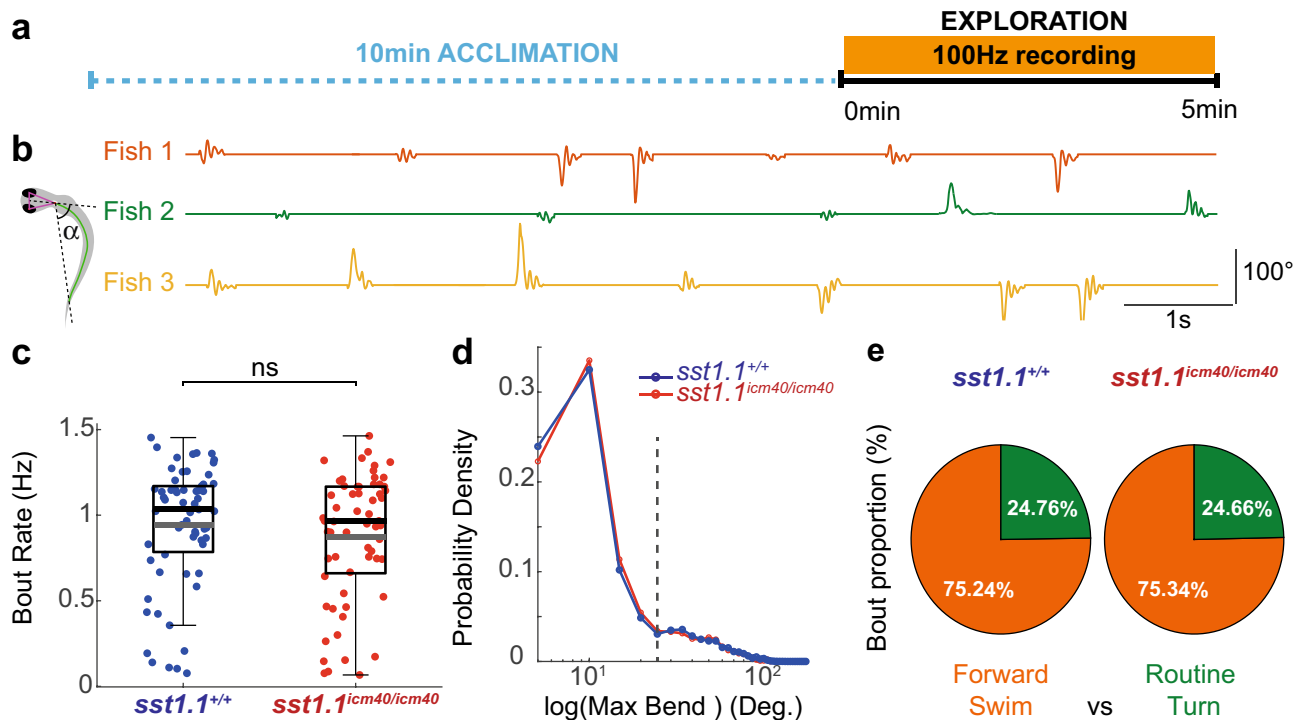 a
10min ACCLIMATION
EXPLORATION
100Hz recording
0min
5min
b
Fish 1
Fish 2
Fish 3
α
100°
1s
c
ns
Bout Rate (Hz)
1.5
1
0.5
0
sst1.1+/+
sst1.1icm40/icm40
d
sst1.1+/+
sst1.1icm40/icm40
Probability Density
0.3
0.2
0.1
0
10¹
10²
log(Max Bend ) (Deg.)
e
sst1.1+/+
sst1.1icm40/icm40
Bout proportion (%)
24.76%
75.24%
24.66%
75.34%
Forward
Swim
vs
Routine
Turn